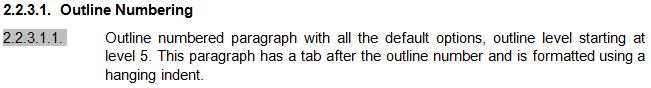 2.2.3.1. Outline Numbering
2.2.3.1.1. Outline numbered paragraph with all the default options, outline level starting at
level 5. This paragraph has a tab after the outline number and is formatted using a
hanging indent.